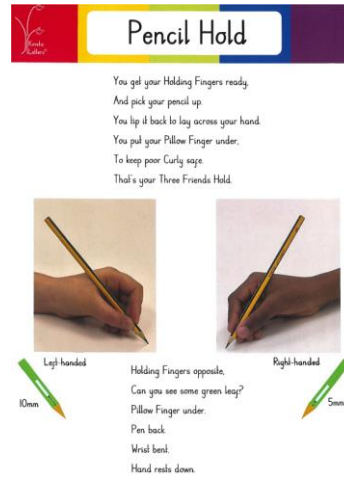 Kinetic
Letters®
Pencil Hold
You get your Holding Fingers ready,
And pick your pencil up.
You tip it back to lay across your hand.
You put your Pillow Finger under,
To keep poor Curly safe.
That's your Three Friends Hold.
Left-handed
Right-handed
10mm
5mm
Holding Fingers opposite,
Can you see some green leaf?
Pillow Finger under.
Pen back
Wrist bent.
Hand rests down.